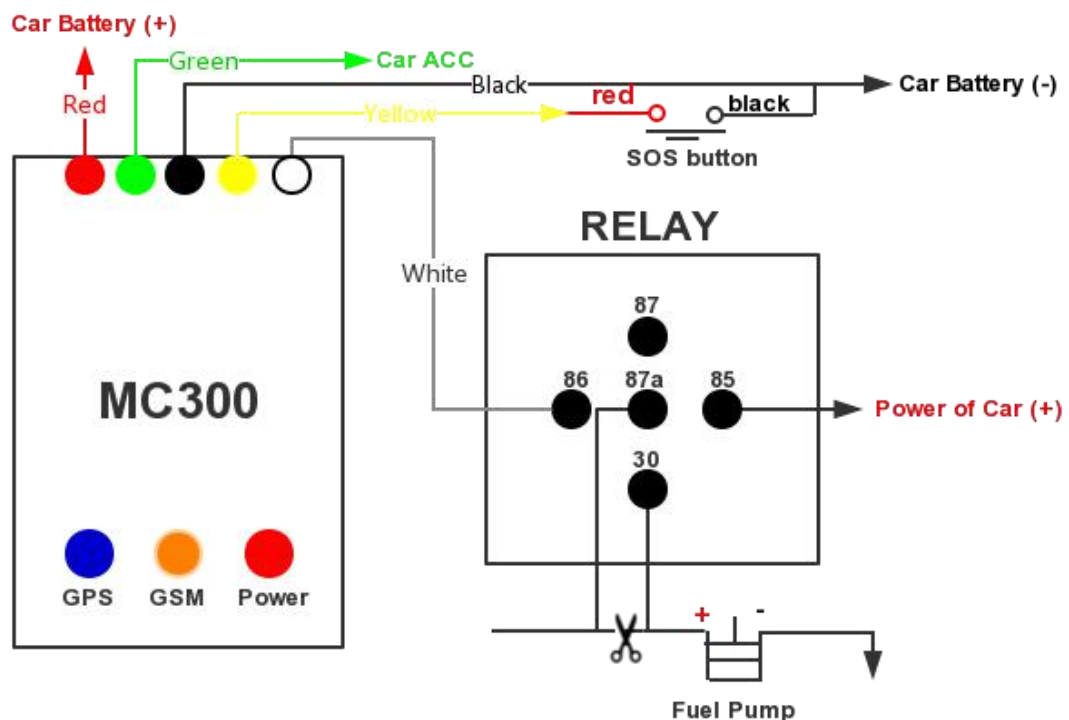 Car Battery (+)
Green
Car ACC
Red
Black
Car Battery (-)
Yellow
red
black
SOS button
RELAY
White
87
86
87a
85
MC300
Power of Car (+)
30
GPS
GSM
Power
+
-
Fuel Pump